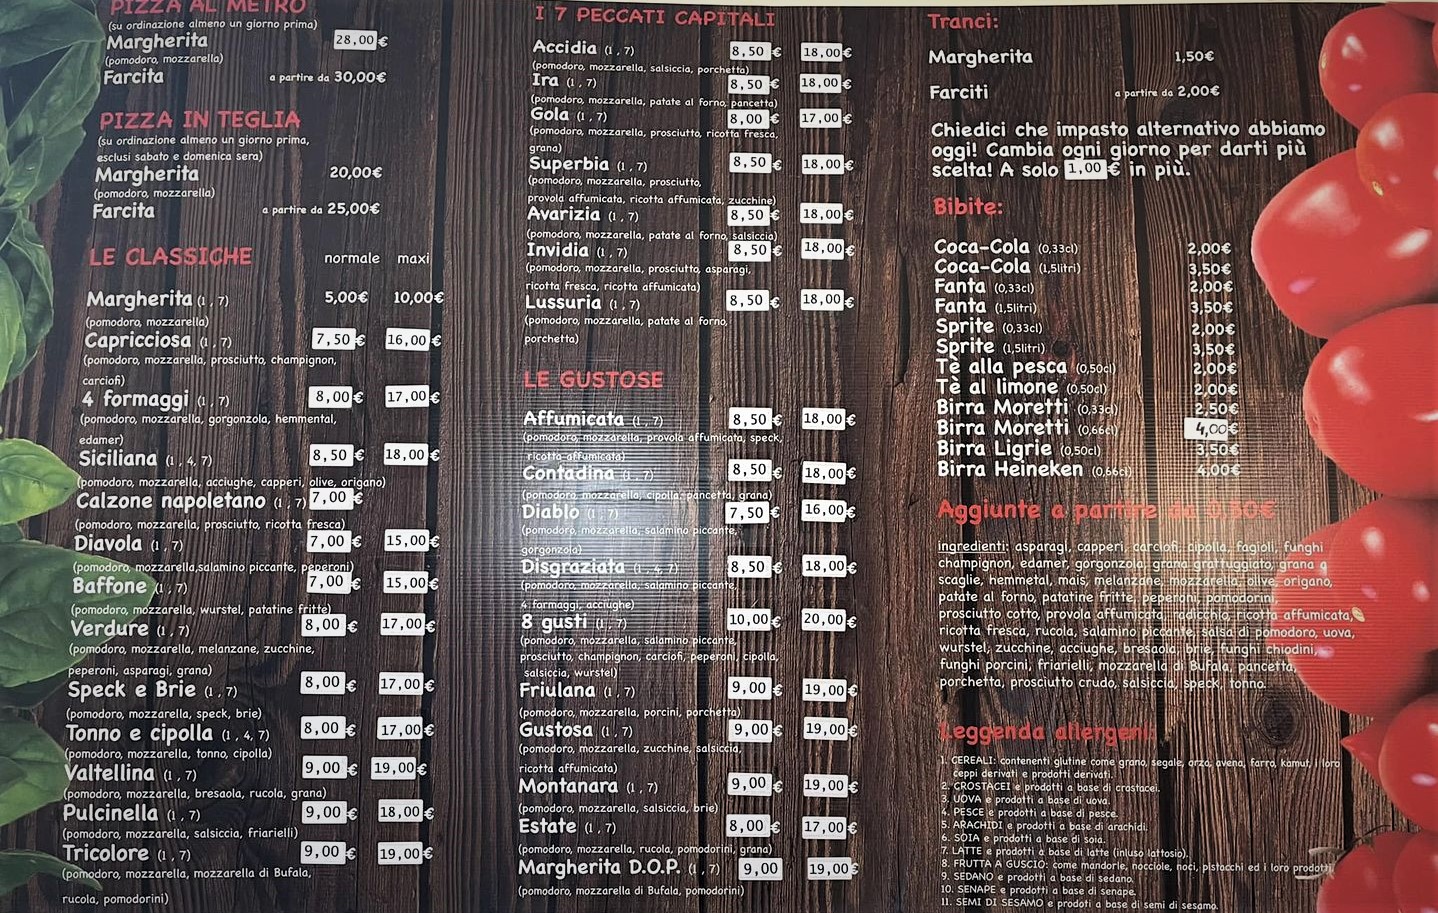 PIZZA AL METRO
(su ordinazione almeno un giorno prima)
Margherita 28,00€
(pomodoro, mozzarella)
Farcita a partire da 30,00€
PIZZA IN TEGLIA
(su ordinazione almeno un giorno prima,
esclusi sabato e domenica sera)
Margherita 20,00€
(pomodoro, mozzarella)
Farcita a partire da 25,00€
LE CLASSICHE normale maxi
Margherita (1 , 7) 5,00€ 10,00€
(pomodoro, mozzarella)
Capricciosa (1 , 7) 7,50€ 16,00€
(pomodoro, mozzarella, prosciutto, champignon,
carciofi)
4 formaggi (1 , 7) 8,00€ 17,00€
(pomodoro, mozzarella, gorgonzola, hemmental,
edamer)
Siciliana (1 , 4, 7) 8,50€ 18,00€
(pomodoro, mozzarella, acciughe, capperi, olive, origano)
Calzone napoletano (1 , 7) 7,00€
(pomodoro, mozzarella, prosciutto, ricotta fresca)
Diavola (1 , 7) 7,00€ 15,00€
(pomodoro, mozzarella,salamino piccante, peperoni)
Baffone (1 , 7) 7,00€ 15,00€
(pomodoro, mozzarella, wurstel, patatine fritte)
Verdure (1 , 7) 8,00€ 17,00€
(pomodoro, mozzarella, melanzane, zucchine,
peperoni, asparagi, grana)
Speck e Brie (1 , 7) 8,00€ 17,00€
(pomodoro, mozzarella, speck, brie)
Tonno e cipolla (1 , 4, 7) 8,00€ 17,00€
(pomodoro, mozzarella, tonno, cipolla)
Valtellina (1 , 7) 9,00€ 19,00€
(pomodoro, mozzarella, bresaola, rucola, grana)
Pulcinella (1 , 7) 9,00€ 18,00€
(pomodoro, mozzarella, salsiccia, friarielli)
Tricolore (1 , 7) 9,00€ 19,00€
(pomodoro, mozzarella, mozzarella di Bufala,
rucola, pomodorini)
I 7 PECCATI CAPITALI
Accidia (1 , 7) 8,50€ 18,00€
(pomodoro, mozzarella, salsiccia, porchetta)
Ira (1 , 7) 8,50€ 18,00€
(pomodoro, mozzarella, patate al forno, pancetta)
Gola (1 , 7) 8,00€ 17,00€
(pomodoro, mozzarella, prosciutto, ricotta fresca,
grana)
Superbia (1 , 7) 8,50€ 18,00€
(pomodoro, mozzarella, prosciutto,
provola affumicata, ricotta affumicata, zucchine)
Avarizia (1 , 7) 8,50€ 18,00€
(pomodoro, mozzarella, patate al forno, salsiccia)
Invidia (1 , 7) 8,50€ 18,00€
(pomodoro, mozzarella, prosciutto, asparagi,
ricotta fresca, ricotta affumicata)
Lussuria (1 , 7) 8,50€ 18,00€
(pomodoro, mozzarella, patate al forno,
porchetta)
LE GUSTOSE
Affumicata (1 , 7) 8,50€ 18,00€
(pomodoro, mozzarella, provola affumicata, speck,
ricotta affumicata)
Contadina (1 , 7) 8,50€ 18,00€
(pomodoro, mozzarella, cipolla, pancetta, grana)
Diablo (1 , 7) 7,50€ 16,00€
(pomodoro, mozzarella, salamino piccante,
gorgonzola)
Disgraziata (1 , 4, 7) 8,50€ 18,00€
(pomodoro, mozzarella, salamino piccante,
4 formaggi, acciughe)
8 gusti (1 , 7) 10,00€ 20,00€
(pomodoro, mozzarella, salamino piccante,
prosciutto, champignon, carciofi, peperoni, cipolla,
salsiccia, wurstel)
Friulana (1 , 7) 9,00€ 19,00€
(pomodoro, mozzarella, porcini, porchetta)
Gustosa (1 , 7) 9,00€ 19,00€
(pomodoro, mozzarella, zucchine, salsiccia,
ricotta affumicata)
Montanara (1 , 7) 9,00€ 19,00€
(pomodoro, mozzarella, salsiccia, brie)
Estate (1 , 7) 8,00€ 17,00€
(pomodoro, mozzarella, rucola, pomodorini, grana)
Margherita D.O.P. (1 , 7) 9,00 19,00€
(pomodoro, mozzarella di Bufala, pomodorini)
Tranci:
Margherita 1,50€
Farciti a partire da 2,00€
Chiedici che impasto alternativo abbiamo
oggi! Cambia ogni giorno per darti più
scelta! A solo 1,00€ in più.
Bibite:
Coca-Cola (0,33cl) 2,00€
Coca-Cola (1,5litri) 3,50€
Fanta (0,33cl) 2,00€
Fanta (1,5litri) 3,50€
Sprite (0,33cl) 2,00€
Sprite (1,5litri) 3,50€
Tè alla pesca (0,50cl) 2,00€
Tè al limone (0,50cl) 2,00€
Birra Moretti (0,33cl) 2,50€
Birra Moretti (0,66cl) 4,00€
Birra Ligrie (0,50cl) 3,50€
Birra Heineken (0,66cl) 4,00€
Aggiunte a partire da 0,50€
ingredienti: asparagi, capperi, carciofi, cipolla, fagioli, funghi
champignon, edamer, gorgonzola, grana grattuggiato, grana a
scaglie, hemmetal, mais, melanzane, mozzarella, olive, origano,
patate al forno, patatine fritte, peperoni, pomodorini,
prosciutto cotto, provola affumicata, radicchio, ricotta affumicata,
ricotta fresca, rucola, salamino piccante, salsa di pomodoro, uova,
wurstel, zucchine, acciughe, bresaola, brie, funghi chiodini,
funghi porcini, friarielli, mozzarella di Bufala, pancetta,
porchetta, prosciutto crudo, salsiccia, speck, tonno.
Leggenda allergeni:
1. CEREALI: contenenti glutine come grano, segale, orzo, avena, farro, kamut, i loro
ceppi derivati e prodotti derivati.
2. CROSTACEI e prodotti a base di crostacei.
3. UOVA e prodotti a base di uova.
4. PESCE e prodotti a base di pesce.
5. ARACHIDI e prodotti a base di arachidi.
6. SOIA e prodotti a base di soia.
7. LATTE e prodotti a base di latte (inluso lattosio).
8. FRUTTA A GUSCIO: come mandorle, nocciole, noci, pistacchi ed i loro prodotti
9. SEDANO e prodotti a base di sedano.
10. SENAPE e prodotti a base di senape.
11. SEMI DI SESAMO e prodoti a base di semi di sesamo.